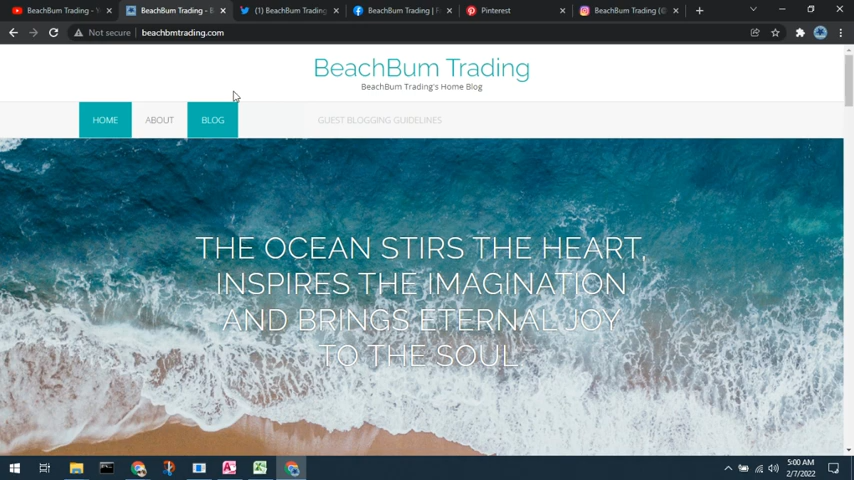 BeachBum Trading - Y
BeachBum Trading - B
(1) BeachBum Trading
BeachBum Trading | F
Pinterest
BeachBum Trading (@
Not secure
beachbmtrading.com
BeachBum Trading
BeachBum Trading's Home Blog
HOME
ABOUT
BLOG
GUEST BLOGGING GUIDELINES
THE OCEAN STIRS THE HEART,
INSPIRES THE IMAGINATION
AND BRINGS ETERNAL JOY
TO THE SOUL
5:00 AM
2/7/2022